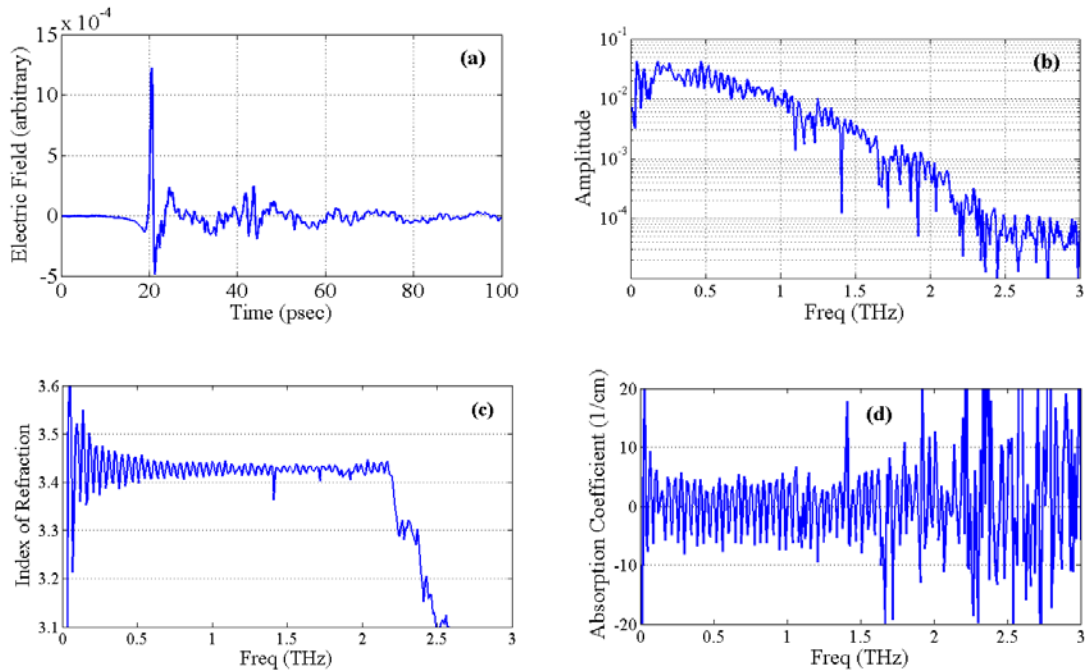 15 x 10-4
10
5
0
-5
Electric Field (arbitrary)
(a)
0 20 40 60 80 100
Time (psec)
10-1
10-2
10-3
10-4
Amplitude
(b)
0 0.5 1 1.5 2 2.5 3
Freq (THz)
3.6
3.5
3.4
3.3
3.2
3.1
Index of Refraction
(c)
0 0.5 1 1.5 2 2.5 3
Freq (THz)
20
10
0
-10
-20
Absorption Coefficient (1/cm)
(d)
0 0.5 1 1.5 2 2.5 3
Freq (THz)